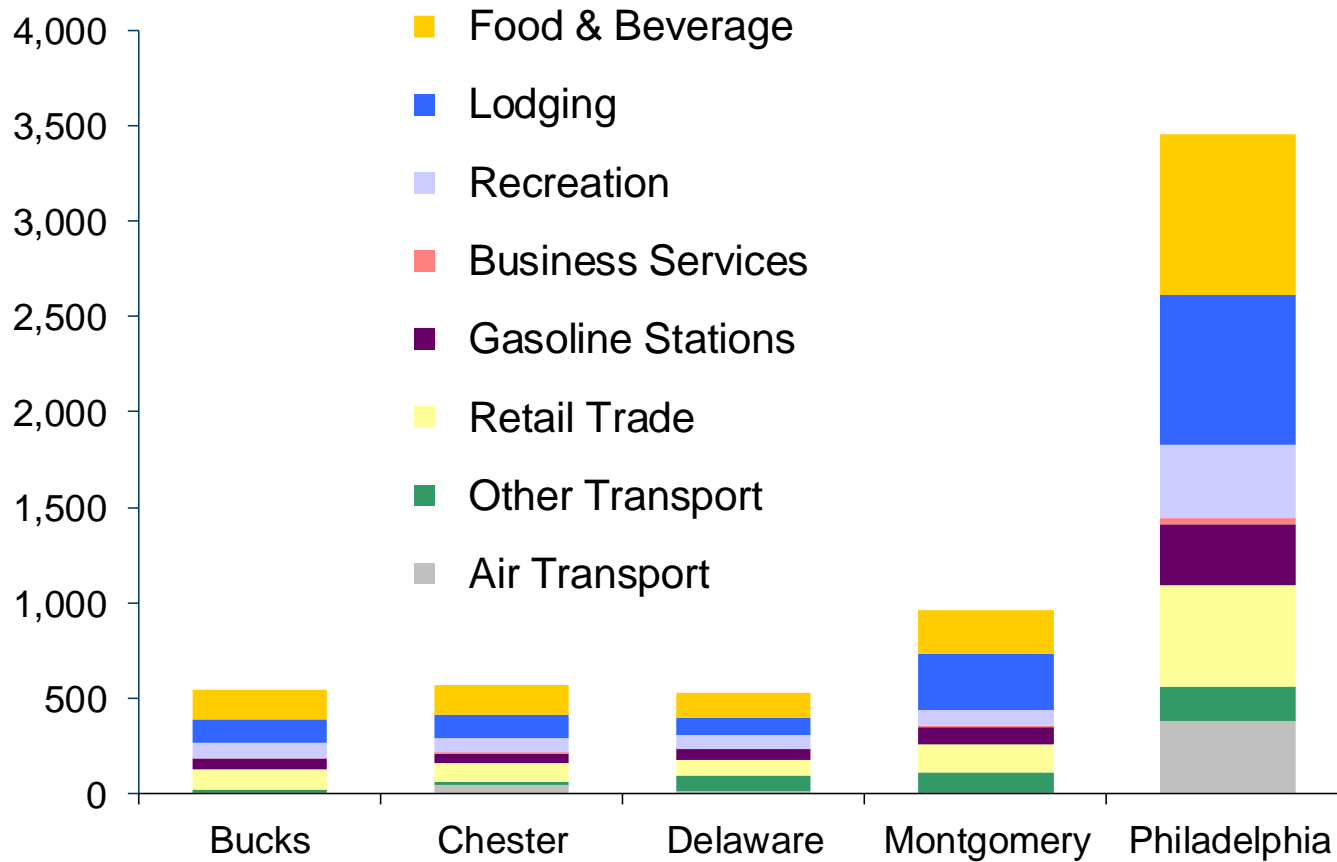 4,000
3,500
3,000
2,500
2,000
1,500
1,000
500
0
Food & Beverage
Lodging
Recreation
Business Services
Gasoline Stations
Retail Trade
Other Transport
Air Transport
Bucks
Chester
Delaware
Montgomery
Philadelphia